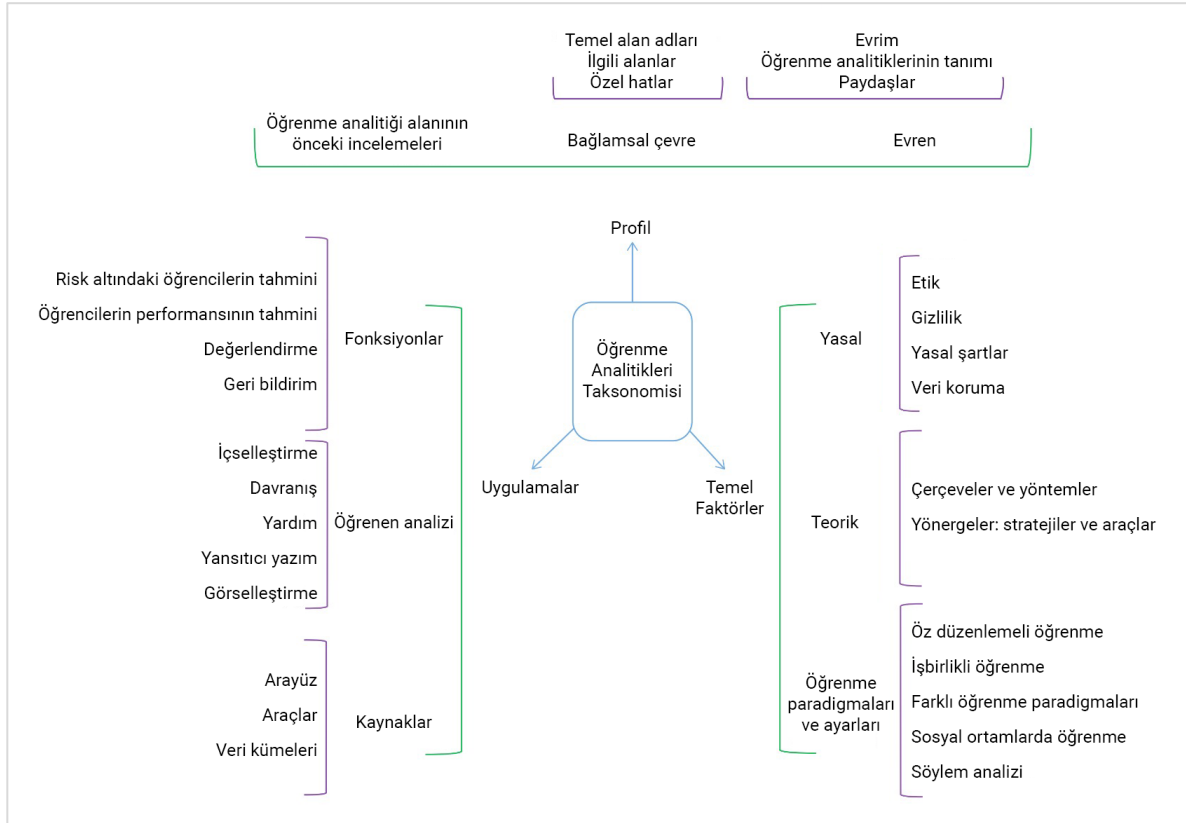 Temel alan adları
İlgili alanlar
Özel hatlar
Evrim
Öğrenme analitiklerinin tanımı
Paydaşlar
Öğrenme analitiği alanının
önceki incelemeleri
Bağlamsal çevre
Evren
Profil
Öğrenme
Analitikleri
Taksonomisi
Uygulamalar
Temel
Faktörler
Risk altındaki öğrencilerin tahmini
Öğrencilerin performansının tahmini
Değerlendirme
Geri bildirim
Fonksiyonlar
İçselleştirme
Davranış
Yardım
Yansıtıcı yazım
Görselleştirme
Öğrenen analizi
Arayüz
Araçlar
Veri kümeleri
Kaynaklar
Yasal
Etik
Gizlilik
Yasal şartlar
Veri koruma
Teorik
Çerçeveler ve yöntemler
Yönergeler: stratejiler ve araçlar
Öğrenme
paradigmaları
ve ayarları
Öz düzenlemeli öğrenme
İşbirlikli öğrenme
Farklı öğrenme paradigmaları
Sosyal ortamlarda öğrenme
Söylem analizi